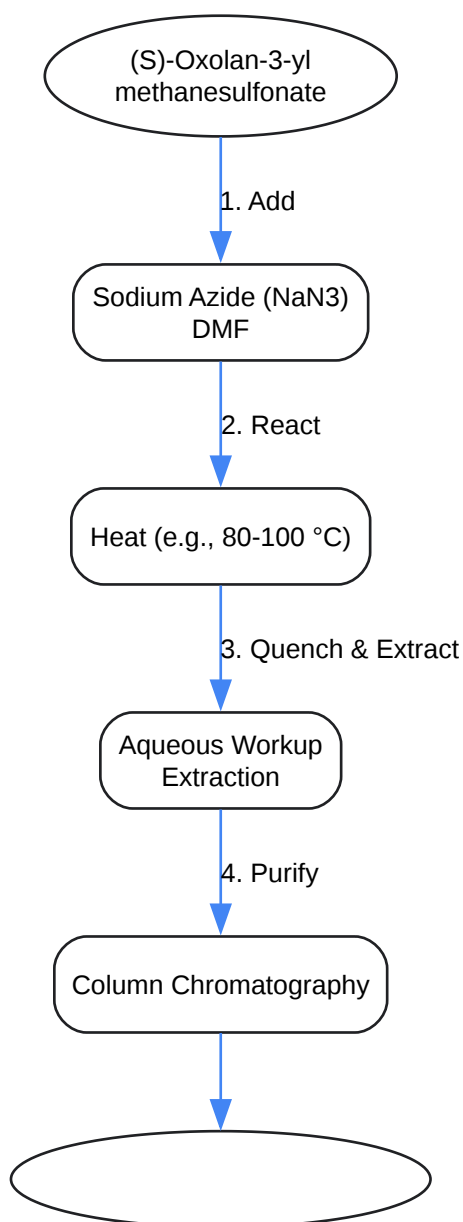 (S)-Oxolan-3-yl
methanesulfonate
1. Add
Sodium Azide (NaN3)
DMF
2. React
Heat (e.g., 80-100 °C)
3. Quench & Extract
Aqueous Workup
Extraction
4. Purify
Column Chromatography